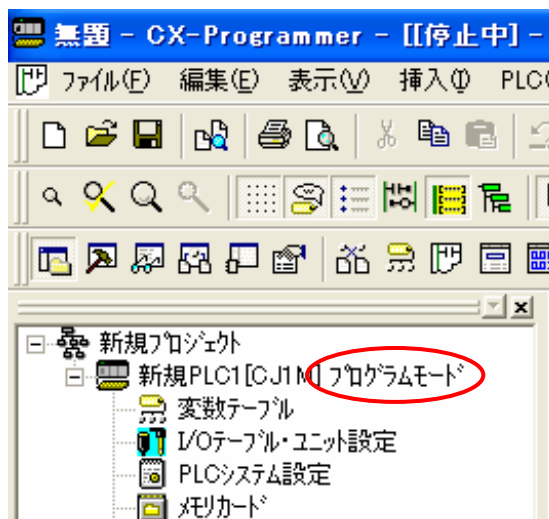 無題 - CX-Programmer - [[停止中] -
ファイル(F) 編集(E) 表示(V) 挿入(I) PLC(
新規プロジェクト
新規PLC1[CJ1M] プログラムモード
変数テーブル
I/Oテーブル・ユニット設定
PLCシステム設定
メモリカード